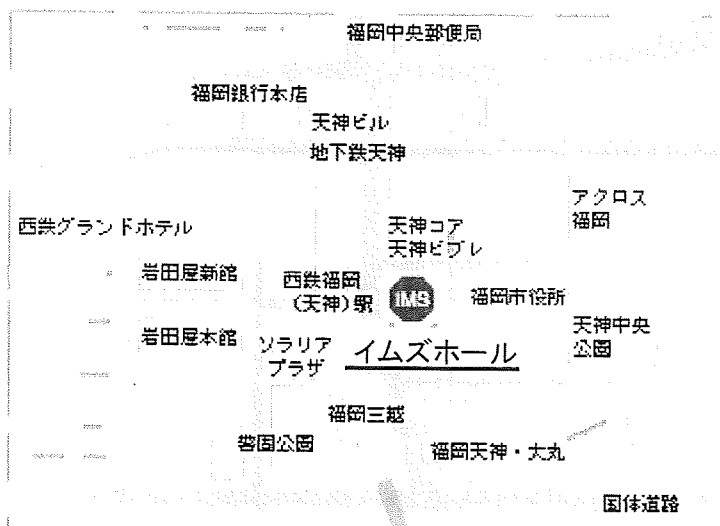 福岡中央郵便局
福岡銀行本店
天神ビル
地下鉄天神
アクロス
福岡
西鉄グランドホテル
天神コア
天神ビブレ
岩田屋新館
西鉄福岡
(天神)駅
IMS
福岡市役所
岩田屋本館
ソラリア
プラザ
イムズホール
天神中央
公園
福岡三越
警固公園
福岡天神・大丸
国体道路